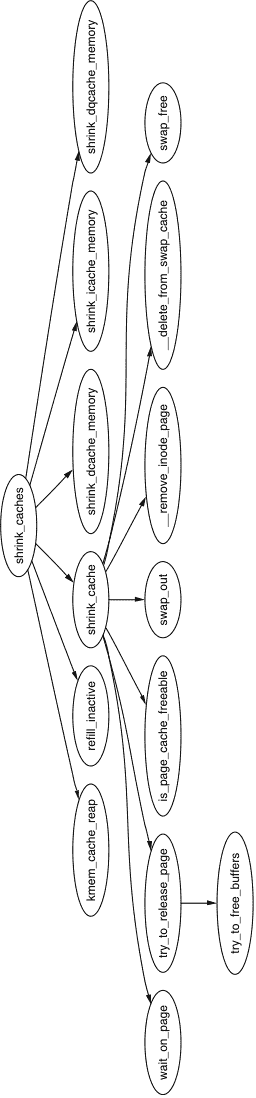 shrink_caches
kmem_cache_reap
refill_inactive
shrink_cache
shrink_dcache_memory
shrink_icache_memory
shrink_dqcache_memory
wait_on_page
try_to_release_page
is_page_cache_freeable
swap_out
__remove_inode_page
__delete_from_swap_cache
swap_free
try_to_free_buffers